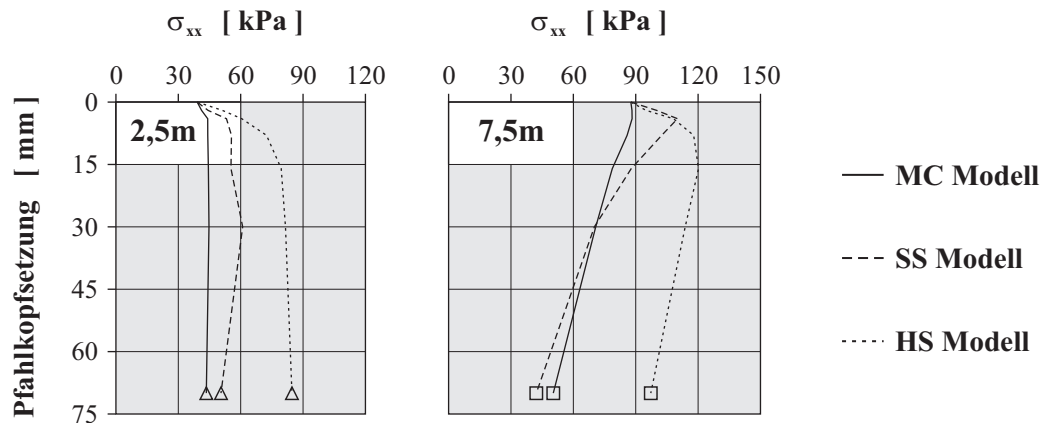 σxx [ kPa ]
0 30 60 90 120
2,5m
σxx [ kPa ]
0 30 60 90 120 150
7,5m
Pfahlkopfsetzung [ mm ]
0
15
30
45
60
75
MC Modell
SS Modell
HS Modell